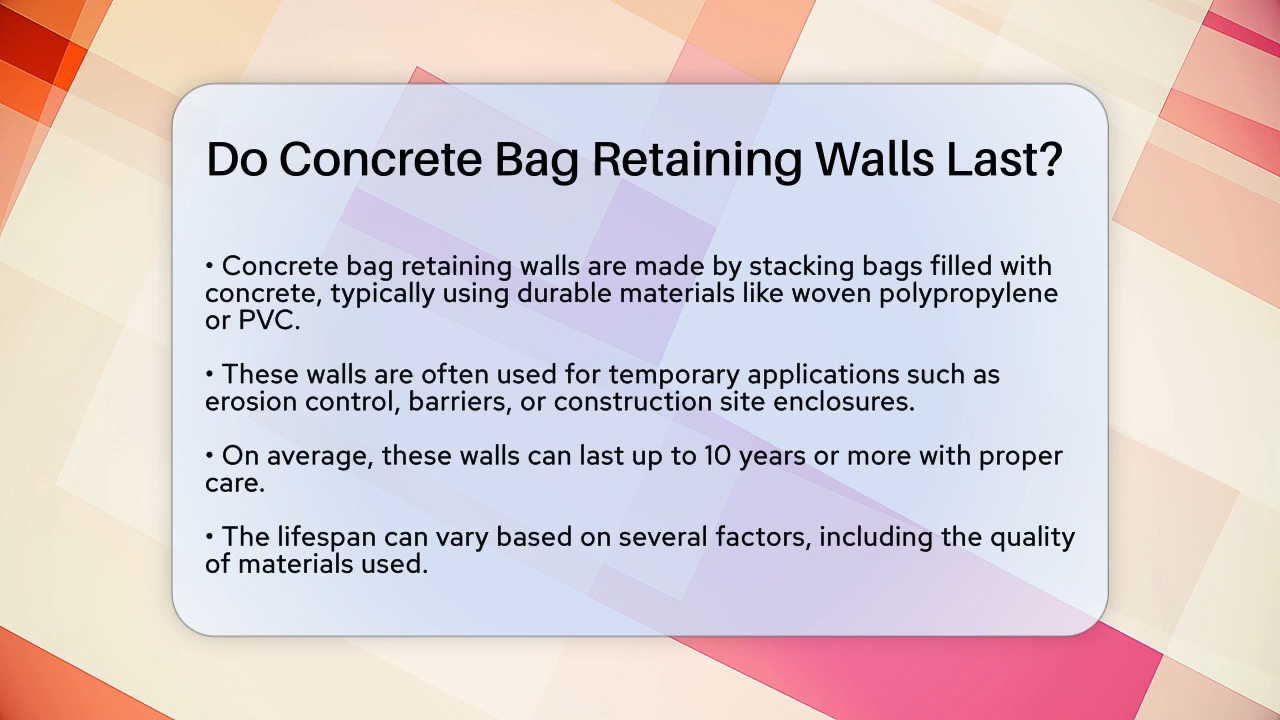 Do Concrete Bag Retaining Walls Last?
• Concrete bag retaining walls are made by stacking bags filled with
concrete, typically using durable materials like woven polypropylene
or PVC.
• These walls are often used for temporary applications such as
erosion control, barriers, or construction site enclosures.
• On average, these walls can last up to 10 years or more with proper
care.
• The lifespan can vary based on several factors, including the quality
of materials used.